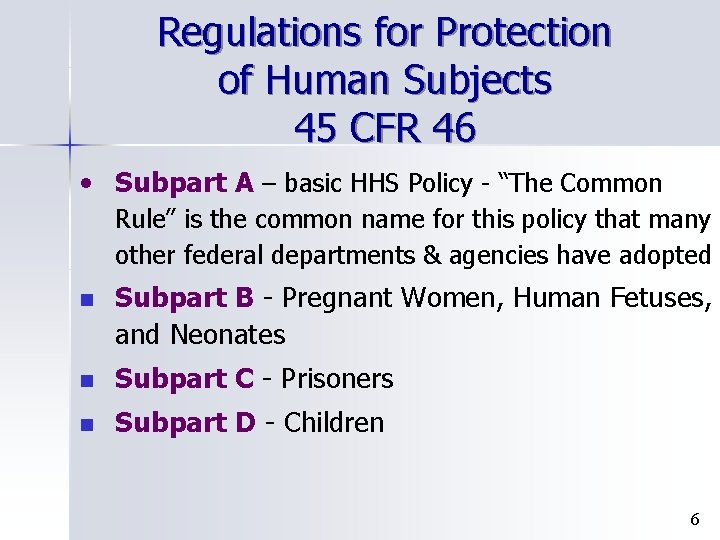 Regulations for Protection
of Human Subjects
45 CFR 46
• Subpart A – basic HHS Policy - “The Common
Rule” is the common name for this policy that many
other federal departments & agencies have adopted
■ Subpart B - Pregnant Women, Human Fetuses,
and Neonates
■ Subpart C - Prisoners
■ Subpart D - Children
6